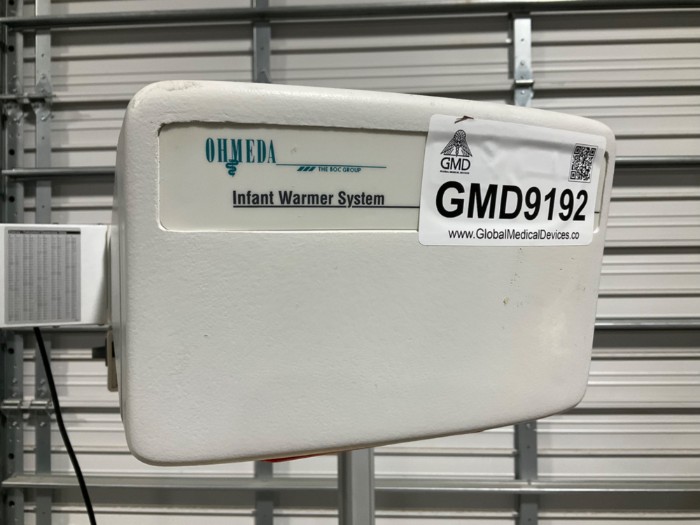 OHMEDA
THE BOC GROUP
Infant Warmer System
GMD
GMD9192
www.GlobalMedicalDevices.co